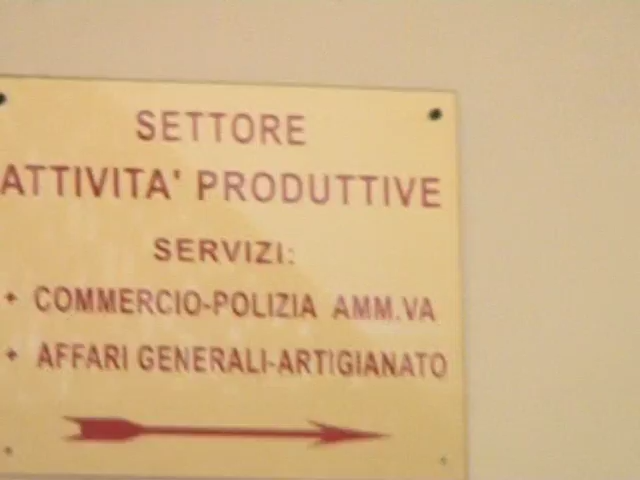 SETTORE
ATTIVITA' PRODUTTIVE
SERVIZI:
+ COMMERCIO-POLIZIA AMM.VA
+ AFFARI GENERALI-ARTIGIANATO